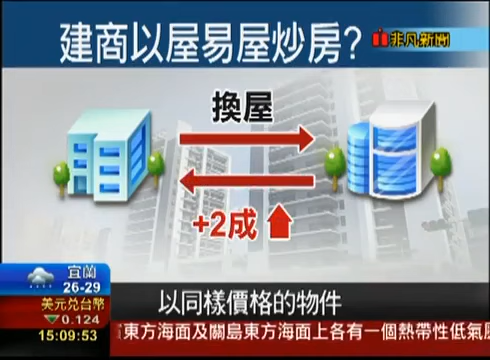 建商以屋易屋炒房?
非凡新聞
換屋
+2成
宜蘭
26-29
美元兌台幣
0.124
以同樣價格的物件
15:09:53
東方海面及關島東方海面上各有一個熱帶性低氣